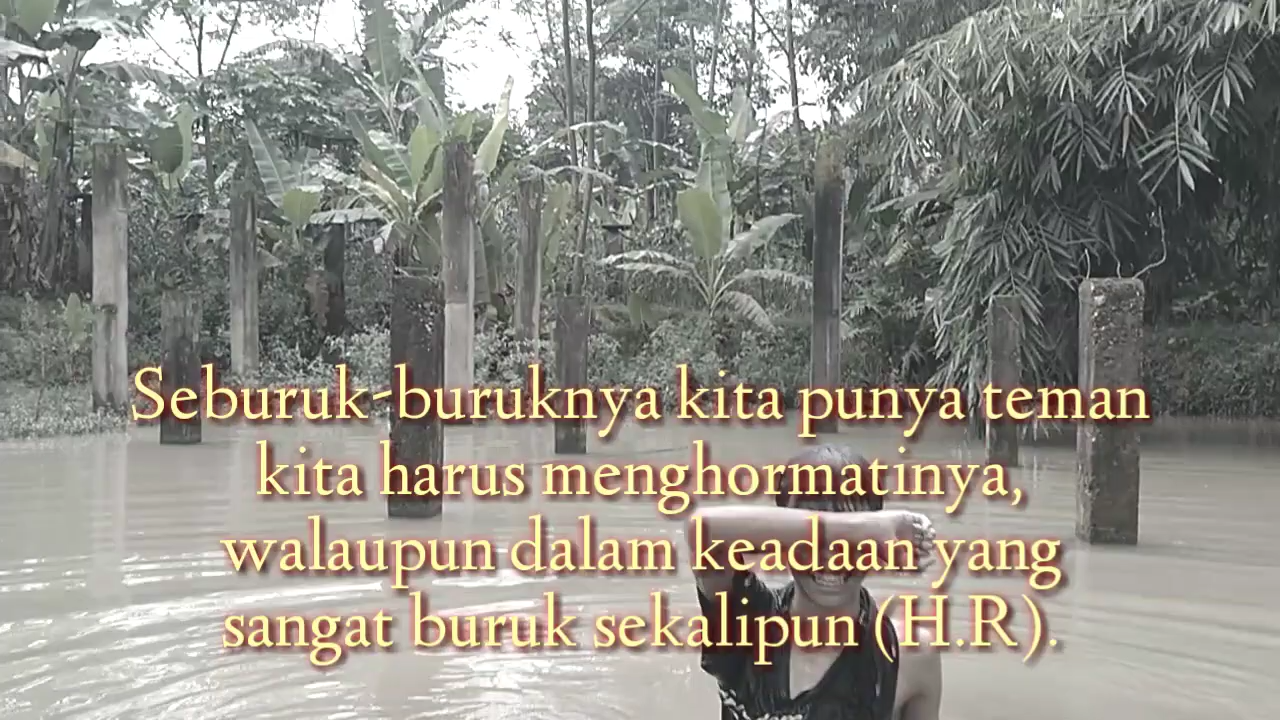 Seburuk-buruknya kita punya teman
kita harus menghormatinya,
walaupun dalam keadaan yang
sangat buruk sekalipun (H.R).